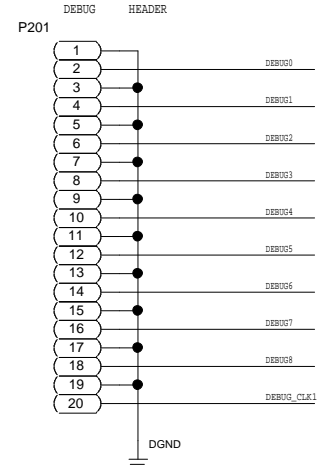 DEBUG HEADER
P201
1
2 DEBUG0
3
4 DEBUG1
5
6 DEBUG2
7
8 DEBUG3
9
10 DEBUG4
11
12 DEBUG5
13
14 DEBUG6
15
16 DEBUG7
17
18 DEBUG8
19
20 DEBUG_CLK1
DGND